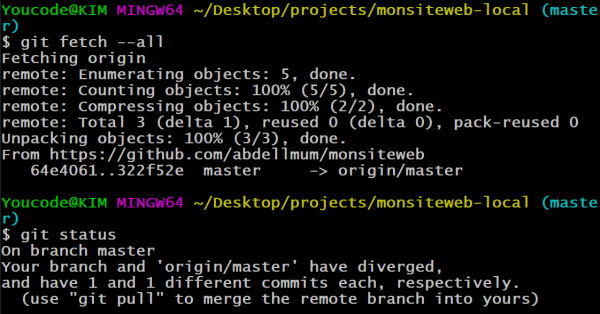 Youcode@KIM MINGW64 ~/Desktop/projects/monsiteweb-local (maste
r)
$ git fetch --all
Fetching origin
remote: Enumerating objects: 5, done.
remote: Counting objects: 100% (5/5), done.
remote: Compressing objects: 100% (2/2), done.
remote: Total 3 (delta 1), reused 0 (delta 0), pack-reused 0
Unpacking objects: 100% (3/3), done.
From https://github.com/abdellmum/monsiteweb
   64e4061..322f52e  master     -> origin/master
Youcode@KIM MINGW64 ~/Desktop/projects/monsiteweb-local (maste
r)
$ git status
On branch master
Your branch and 'origin/master' have diverged,
and have 1 and 1 different commits each, respectively.
  (use "git pull" to merge the remote branch into yours)